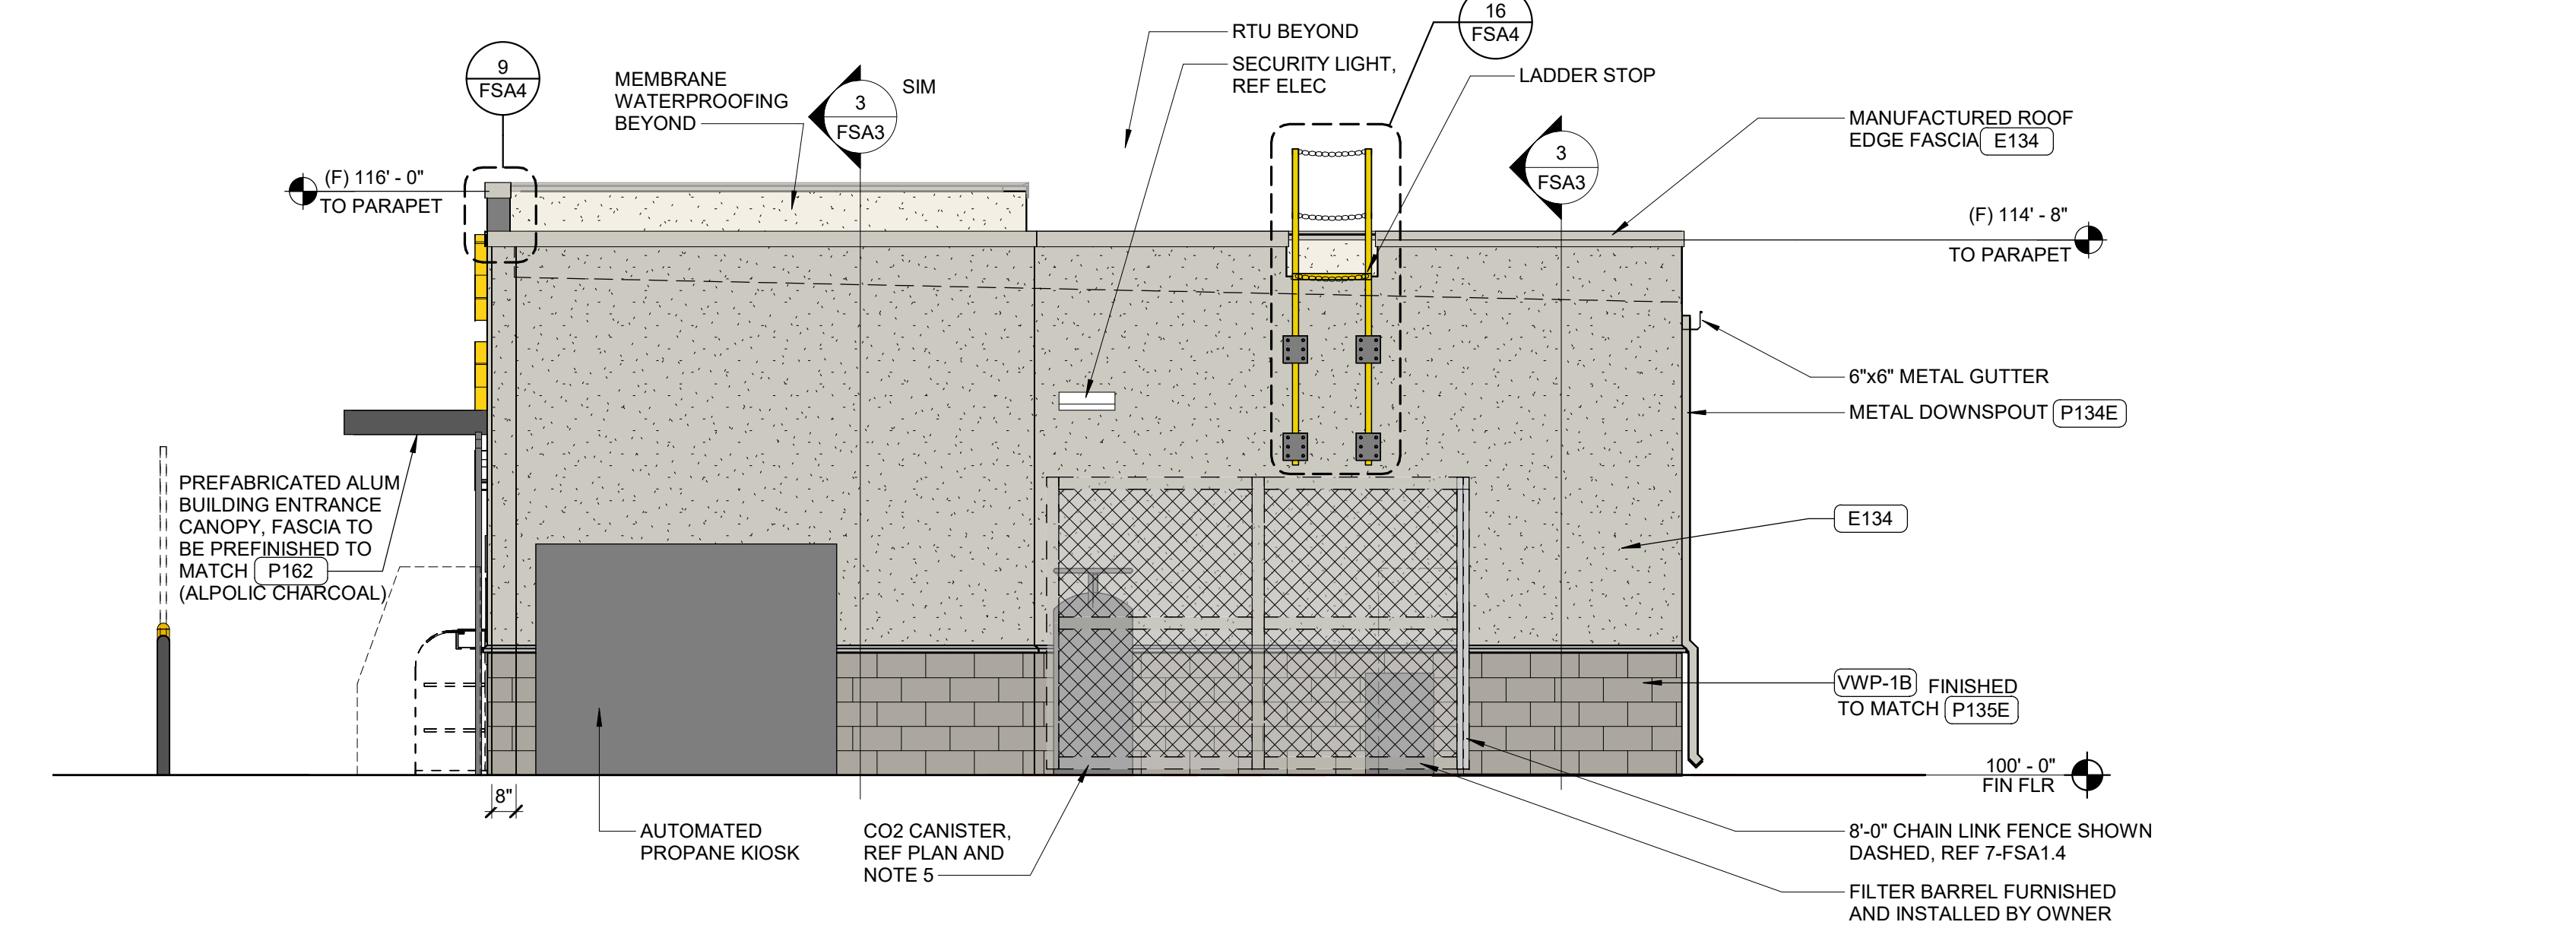 16
FSA4
RTU BEYOND
SECURITY LIGHT,
REF ELEC
LADDER STOP
9
FSA4
MEMBRANE
WATERPROOFING
BEYOND
3
FSA3
SIM
MANUFACTURED ROOF
EDGE FASCIA E134
3
FSA3
(F) 116' - 0"
TO PARAPET
(F) 114' - 8"
TO PARAPET
6"x6" METAL GUTTER
METAL DOWNSPOUT P134E
PREFABRICATED ALUM
BUILDING ENTRANCE
CANOPY, FASCIA TO
BE PREFINISHED TO
MATCH P162
(ALPOLIC CHARCOAL)
E134
VWP-1B FINISHED
TO MATCH P135E
100' - 0"
FIN FLR
8"
AUTOMATED
PROPANE KIOSK
CO2 CANISTER,
REF PLAN AND
NOTE 5
8'-0" CHAIN LINK FENCE SHOWN
DASHED, REF 7-FSA1.4
FILTER BARREL FURNISHED
AND INSTALLED BY OWNER